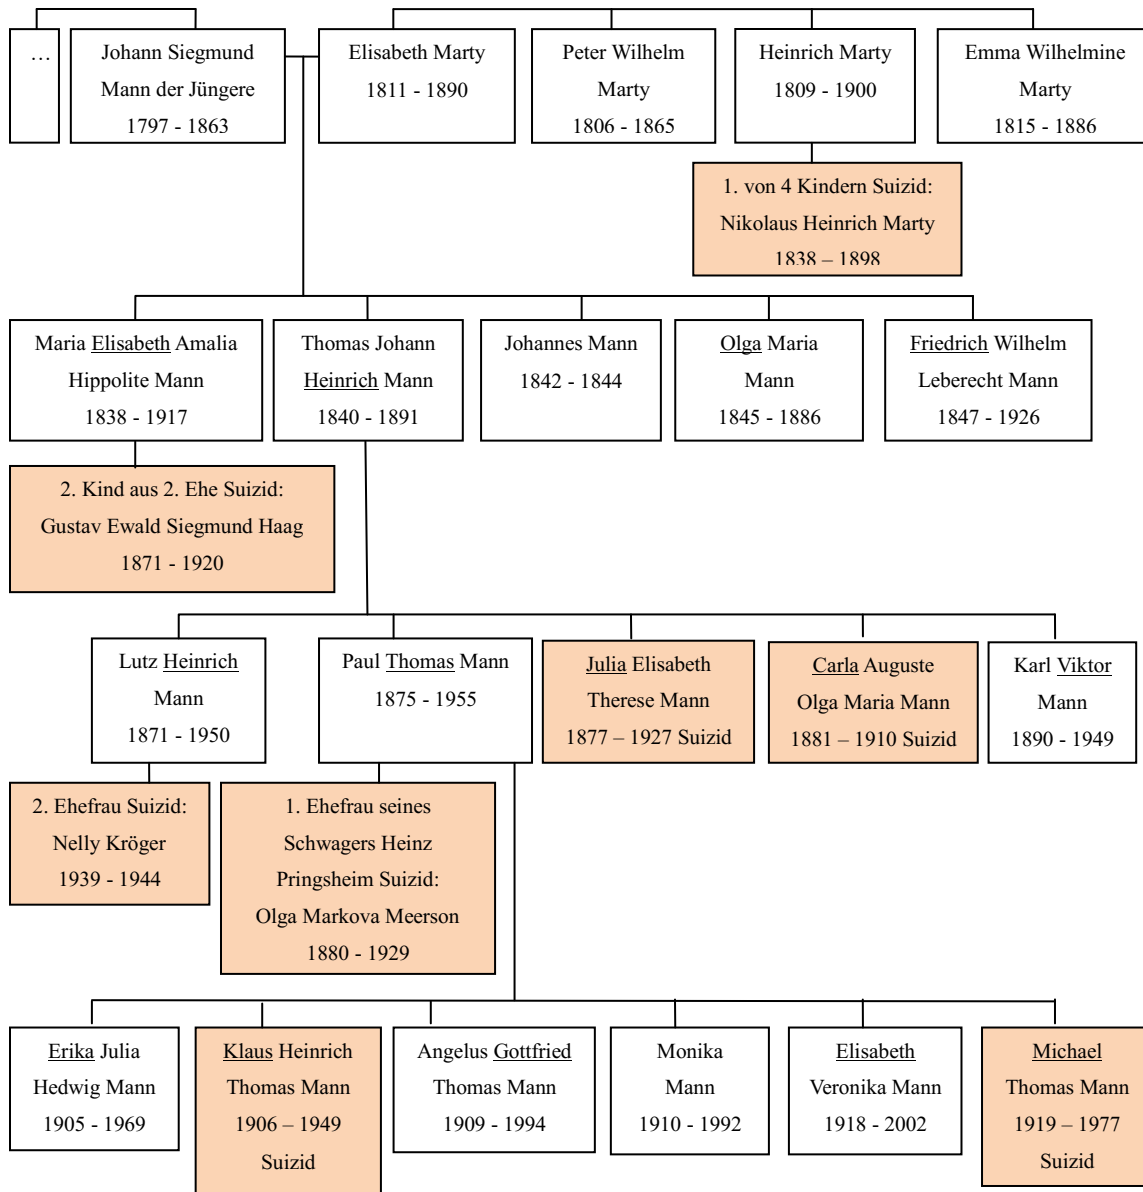 …
Johann Siegmund
Mann der Jüngere
1797 - 1863
Elisabeth Marty
1811 - 1890
Peter Wilhelm
Marty
1806 - 1865
Heinrich Marty
1809 - 1900
Emma Wilhelmine
Marty
1815 - 1886
1. von 4 Kindern Suizid:
Nikolaus Heinrich Marty
1838 – 1898
Maria Elisabeth Amalia
Hippolite Mann
1838 - 1917
Thomas Johann
Heinrich Mann
1840 - 1891
Johannes Mann
1842 - 1844
Olga Maria
Mann
1845 - 1886
Friedrich Wilhelm
Leberecht Mann
1847 - 1926
2. Kind aus 2. Ehe Suizid:
Gustav Ewald Siegmund Haag
1871 - 1920
Lutz Heinrich
Mann
1871 - 1950
Paul Thomas Mann
1875 - 1955
Julia Elisabeth
Therese Mann
1877 – 1927 Suizid
Carla Auguste
Olga Maria Mann
1881 – 1910 Suizid
Karl Viktor
Mann
1890 - 1949
2. Ehefrau Suizid:
Nelly Kröger
1939 - 1944
1. Ehefrau seines
Schwagers Heinz
Pringsheim Suizid:
Olga Markova Meerson
1880 - 1929
Erika Julia
Hedwig Mann
1905 - 1969
Klaus Heinrich
Thomas Mann
1906 – 1949
Suizid
Angelus Gottfried
Thomas Mann
1909 - 1994
Monika
Mann
1910 - 1992
Elisabeth
Veronika Mann
1918 - 2002
Michael
Thomas Mann
1919 – 1977
Suizid